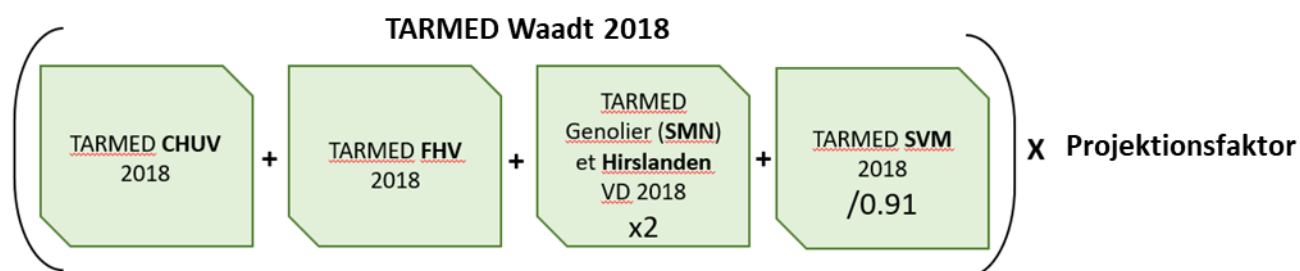 TARMED Waadt 2018
TARMED CHUV
2018
+
TARMED FHV
2018
+
TARMED
Genolier (SMN)
et Hirslanden
VD 2018
x2
+
TARMED SVM
2018
/0.91
X Projektionsfaktor